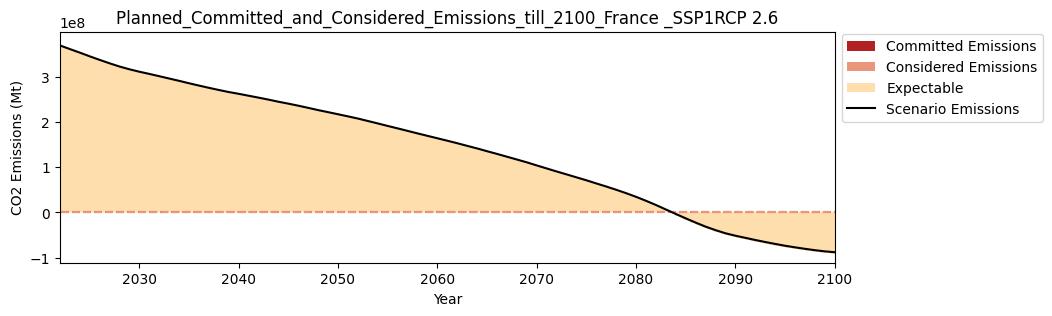 Planned_Committed_and_Considered_Emissions_till_2100_France _SSP1RCP 2.6
1e8
CO2 Emissions (Mt)
3
2
1
0
−1
2030 2040 2050 2060 2070 2080 2090 2100
Year
Committed Emissions
Considered Emissions
Expectable
Scenario Emissions